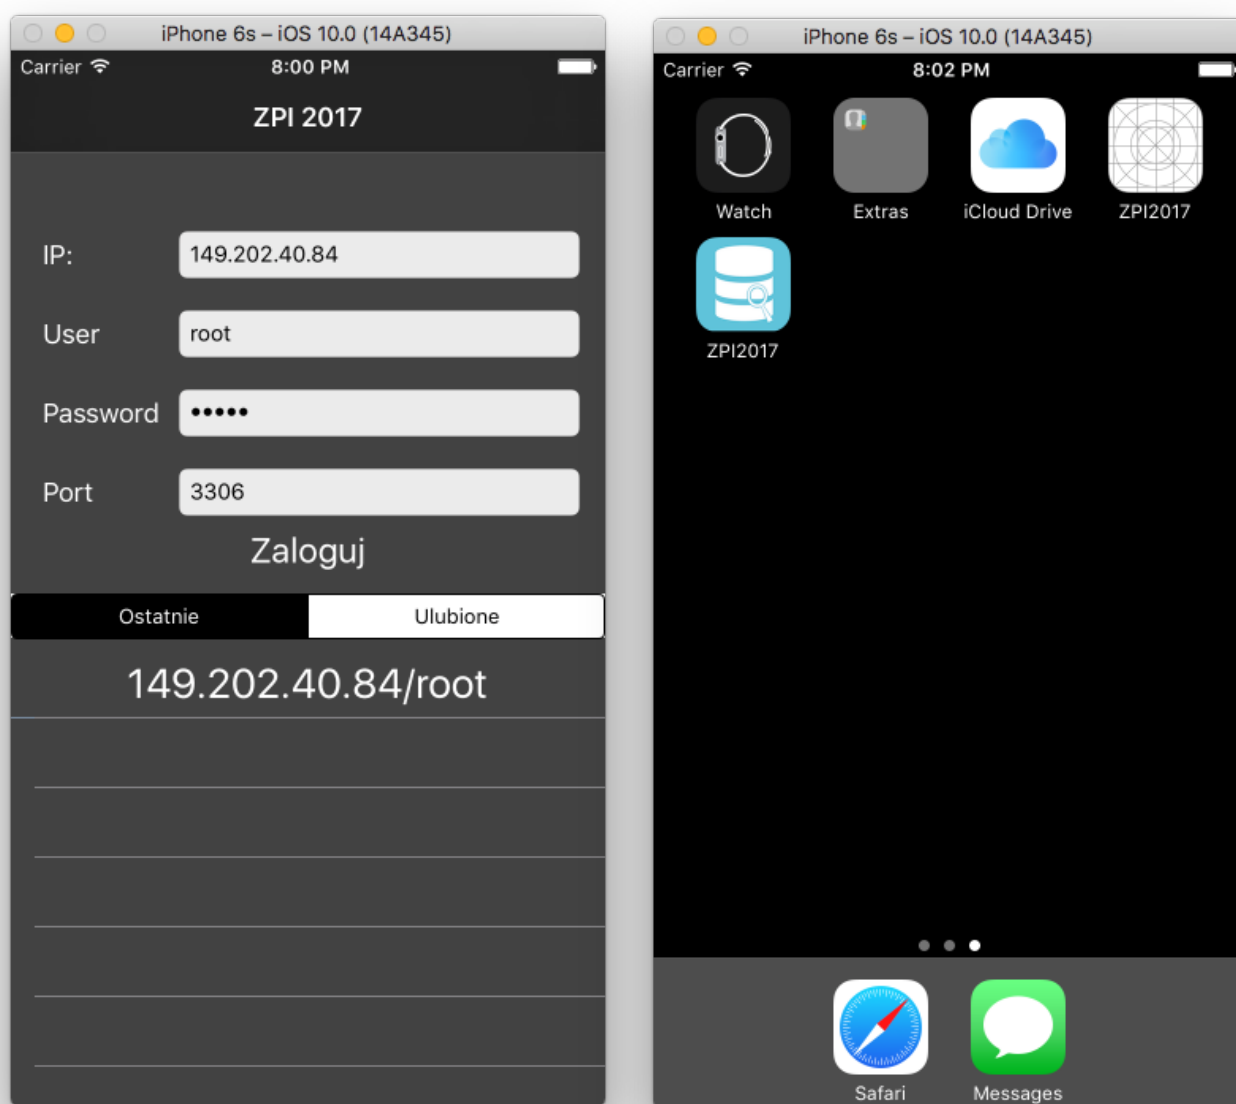 iPhone 6s – iOS 10.0 (14A345)
Carrier 8:00 PM
ZPI 2017
IP: 149.202.40.84
User root
Password •••••
Port 3306
Zaloguj
Ostatnie Ulubione
149.202.40.84/root
iPhone 6s – iOS 10.0 (14A345)
Carrier 8:02 PM
Watch Extras iCloud Drive ZPI2017
ZPI2017
Safari Messages